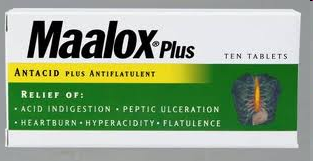 Maalox® Plus
TEN TABLETS
ANTACID PLUS ANTIFLATULENT
RELIEF OF:
• ACID INDIGESTION • PEPTIC ULCERATION
• HEARTBURN • HYPERACIDITY • FLATULENCE